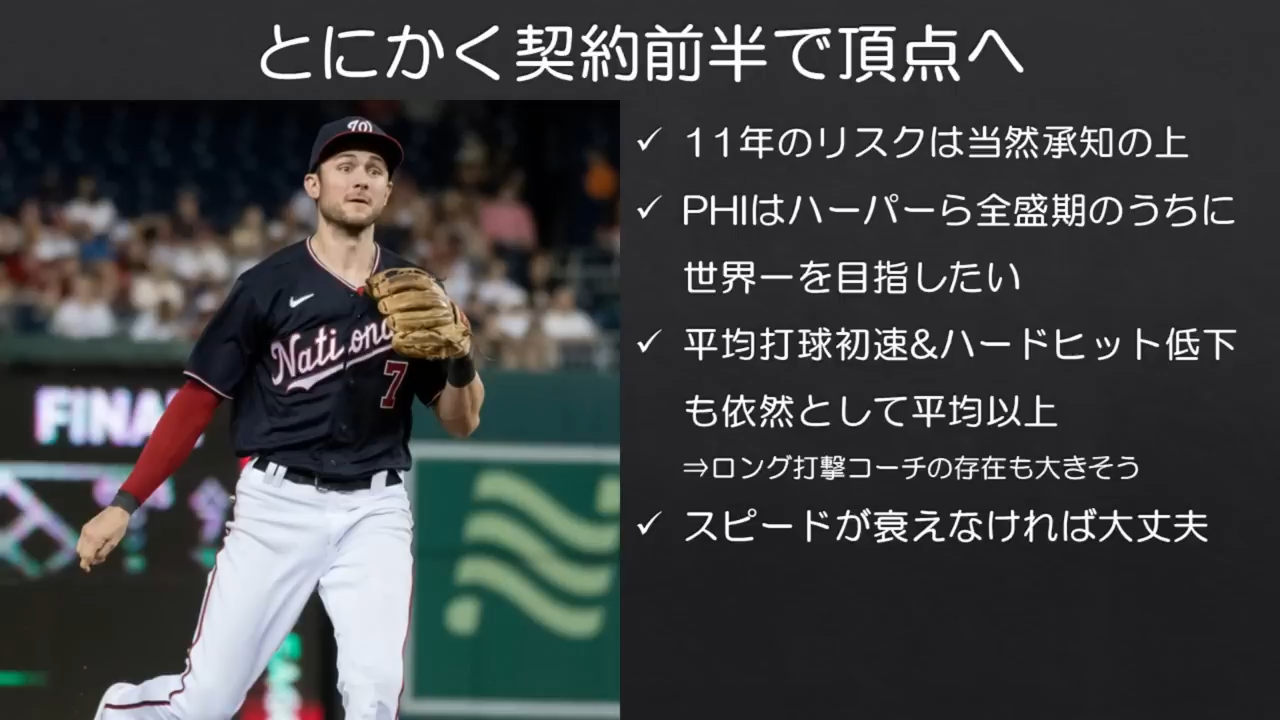 とにかく契約前半で頂点へ
✓ 11年のリスクは当然承知の上
✓ PHIはハーパーら全盛期のうちに
世界一を目指したい
✓ 平均打球初速&ハードヒット低下
も依然として平均以上
⇒ロング打撃コーチの存在も大きそう
✓ スピードが衰えなければ大丈夫
W
Nationa
7
FINAL